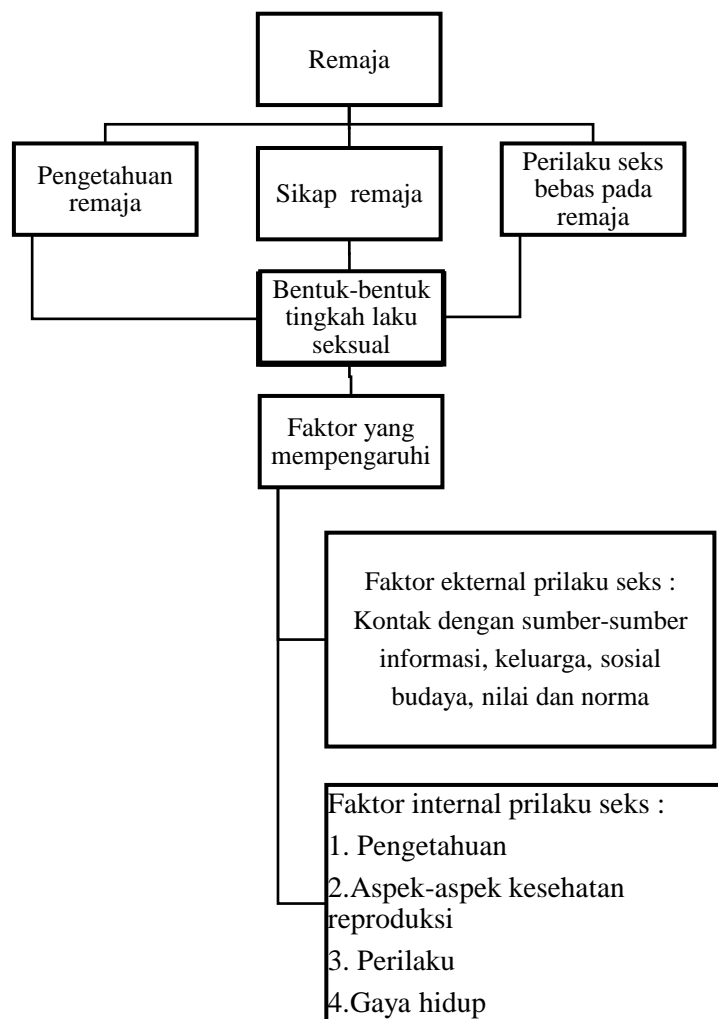 Remaja
Pengetahuan
remaja
Sikap remaja
Perilaku seks
bebas pada
remaja
Bentuk-bentuk
tingkah laku
seksual
Faktor yang
mempengaruhi
Faktor ekternal prilaku seks :
Kontak dengan sumber-sumber
informasi, keluarga, sosial
budaya, nilai dan norma
Faktor internal prilaku seks :
1. Pengetahuan
2.Aspek-aspek kesehatan
reproduksi
3. Perilaku
4.Gaya hidup